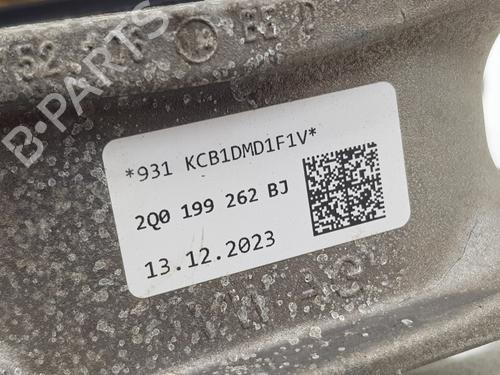 B-PARTS
*931 KCB1DMD1F1V*
2Q0 199 262 BJ
13.12.2023